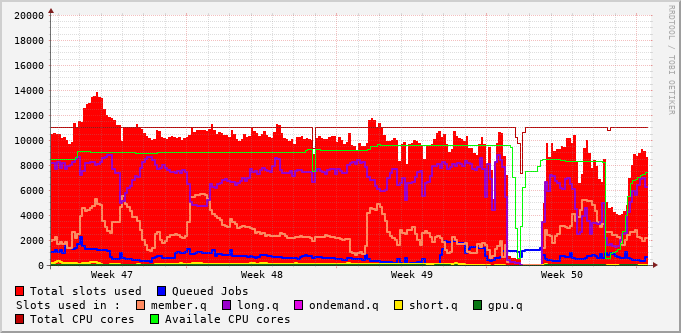 20000
18000
16000
14000
12000
10000
8000
6000
4000
2000
0
Week 47 Week 48 Week 49 Week 50
RRDTOOL / TOBI OETIKER
Total slots used Queued Jobs
Slots used in : member.q long.q ondemand.q short.q gpu.q
Total CPU cores Availale CPU cores